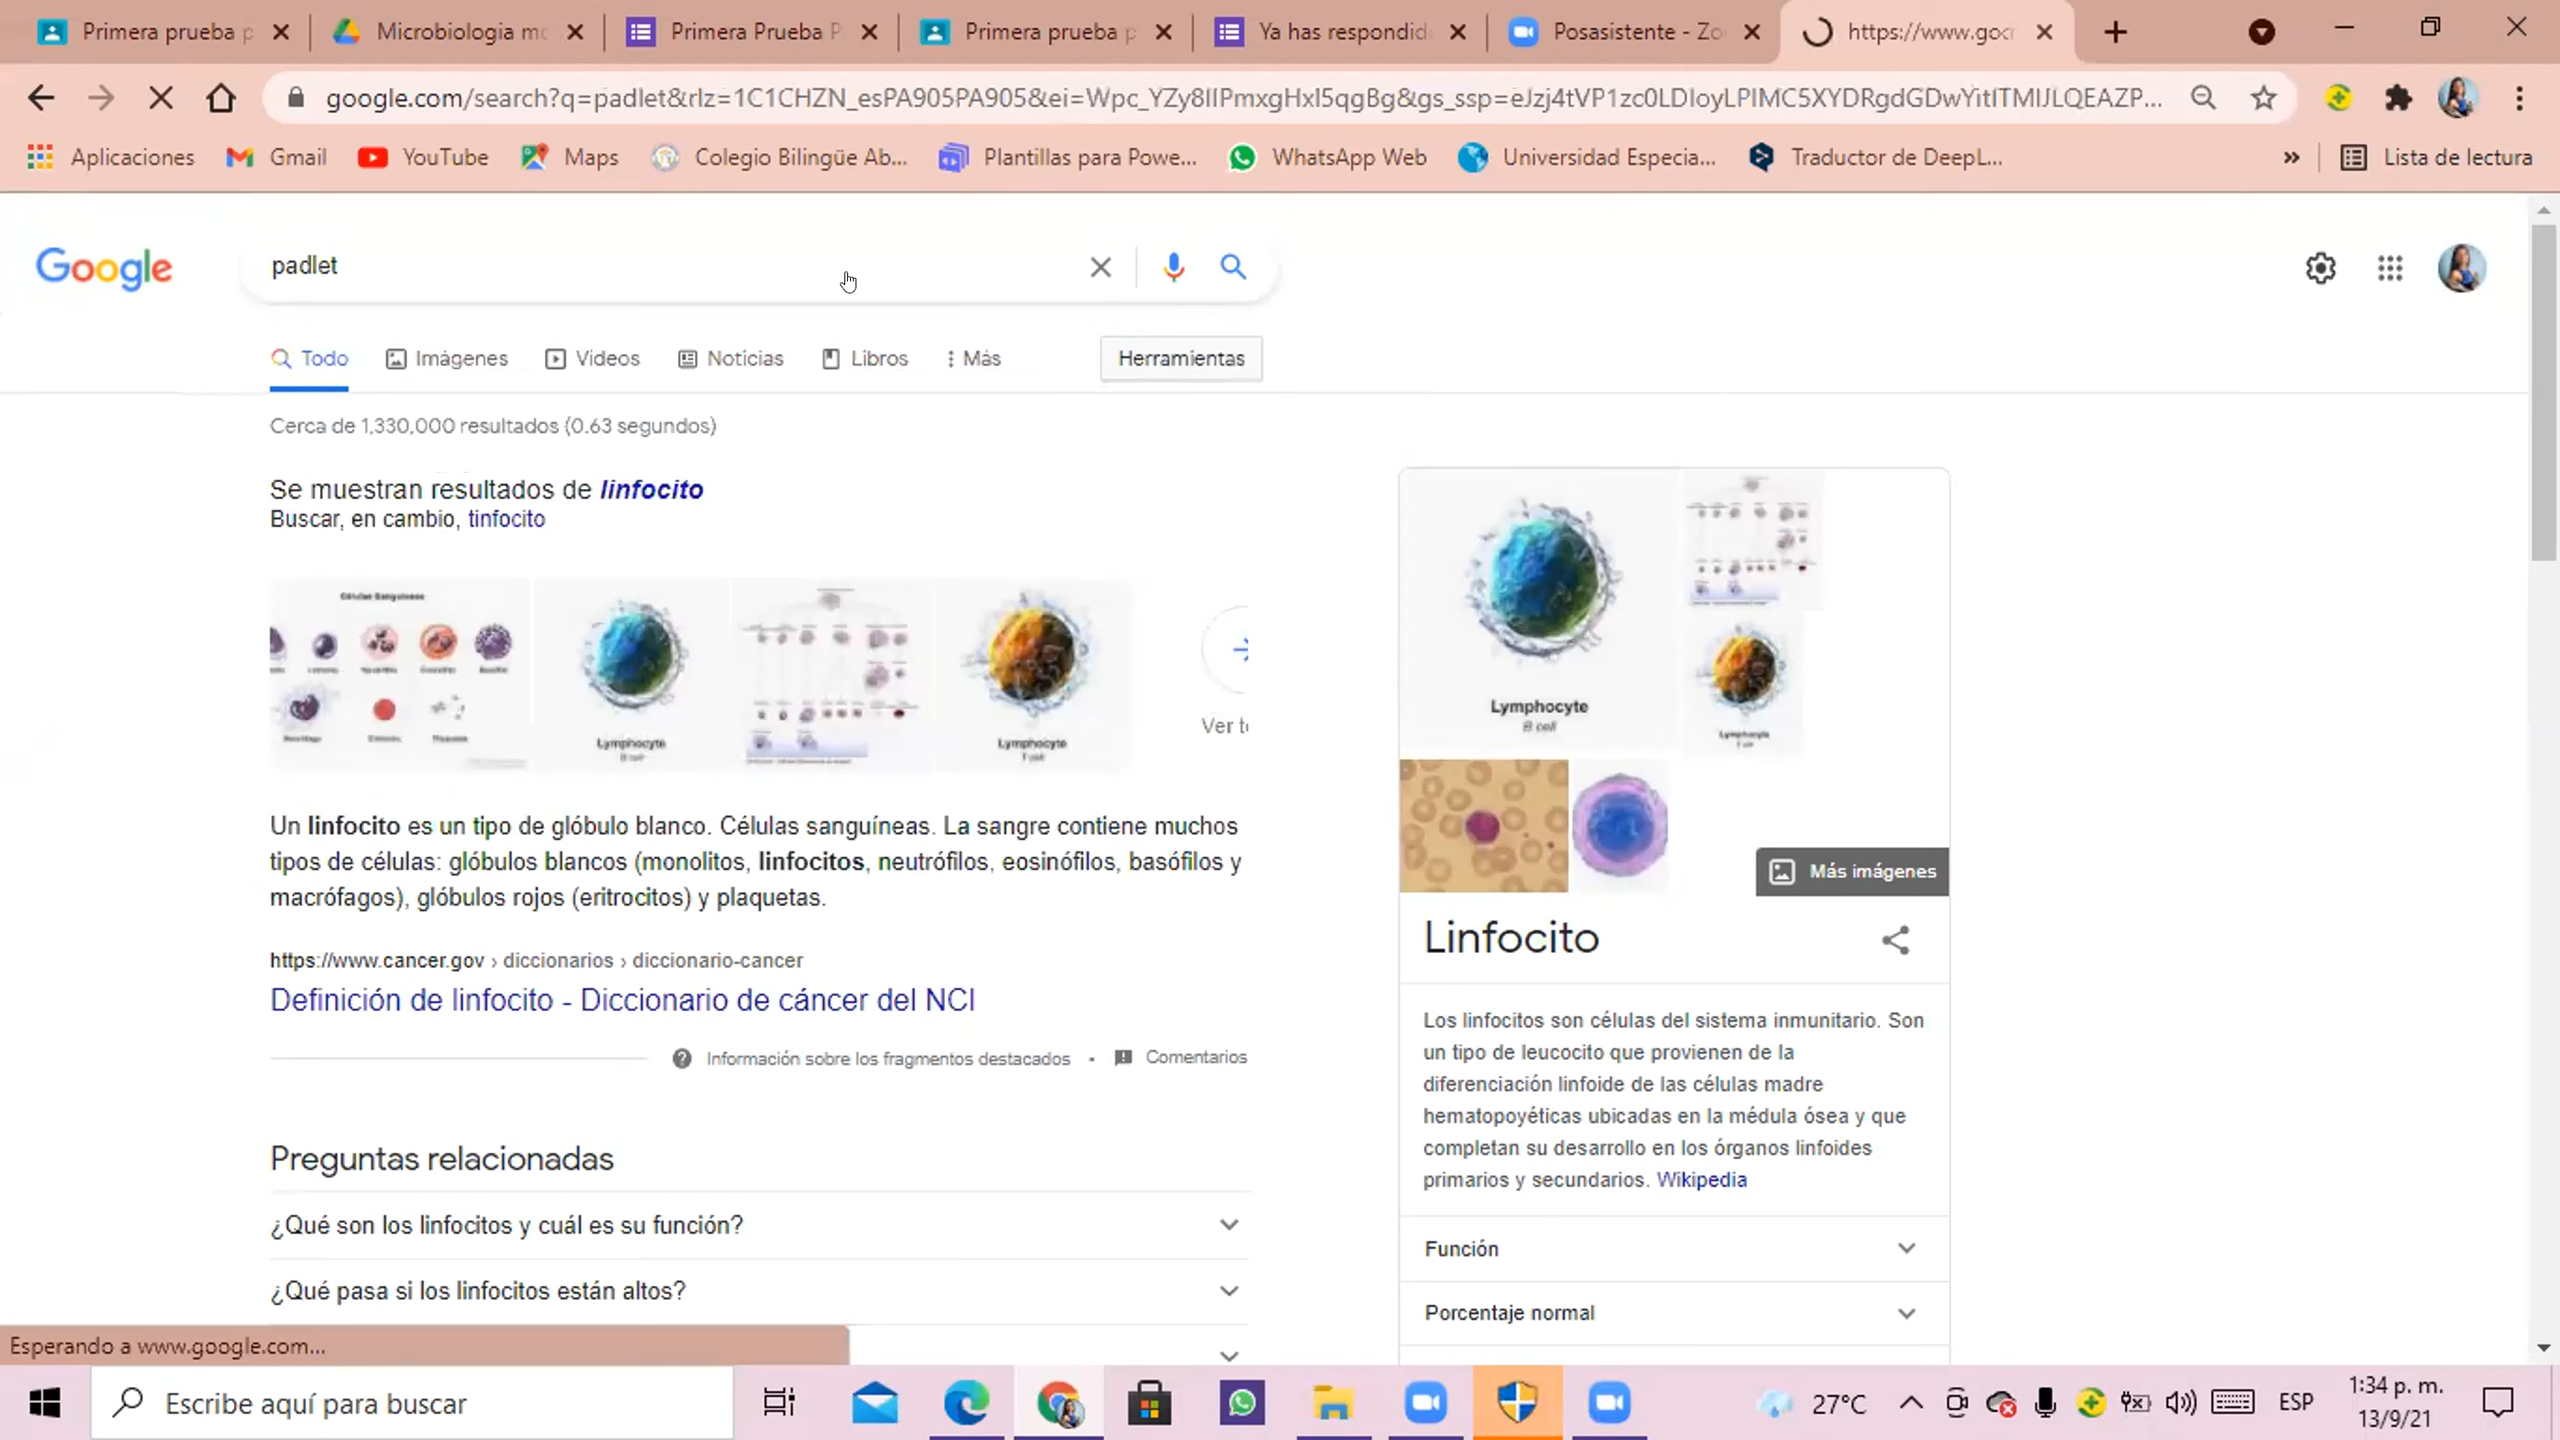 Primera prueba p
Microbiologia mo
Primera Prueba P
Primera prueba p
Ya has respondid
Posasistente - Zo
https://www.goo
google.com/search?q=padlet&rlz=1C1CHZN_esPA905PA905&ei=
Aplicaciones
Gmail
YouTube
Maps
Colegio Bilingüe Ab...
Plantillas para Powe...
WhatsApp Web
Universidad Especia...
Traductor de DeepL...
»
Lista de lectura
Google
padlet
Todo
Imágenes
Videos
Noticias
Libros
Más
Herramientas
Cerca de 1,330,000 resultados (0.63 segundos)
Se muestran resultados de linfocito
Buscar, en cambio, tinfocito
Células Sanguíneas
Lymphocyte
B cell
Lymphocyte
T cell
Ver t
Un linfocito es un tipo de glóbulo blanco. Células sanguíneas. La sangre contiene muchos
tipos de células: glóbulos blancos (monolitos, linfocitos, neutrófilos, eosinófilos, basófilos y
macrófagos), glóbulos rojos (eritrocitos) y plaquetas.
https://www.cancer.gov › diccionarios › diccionario-cancer
Definición de linfocito - Diccionario de cáncer del NCI
Información sobre los fragmentos destacados • Comentarios
Preguntas relacionadas
¿Qué son los linfocitos y cuál es su función?
¿Qué pasa si los linfocitos están altos?
Lymphocyte
B cell
Lymphocyte
T cell
Más imágenes
Linfocito
Los linfocitos son células del sistema inmunitario. Son
un tipo de leucocito que provienen de la
diferenciación linfoide de las células madre
hematopoyéticas ubicadas en la médula ósea y que
completan su desarrollo en los órganos linfoides
primarios y secundarios. Wikipedia
Función
Porcentaje normal
Esperando a www.google.com...
Escribe aquí para buscar
27°C
ESP
1:34 p. m.
13/9/21